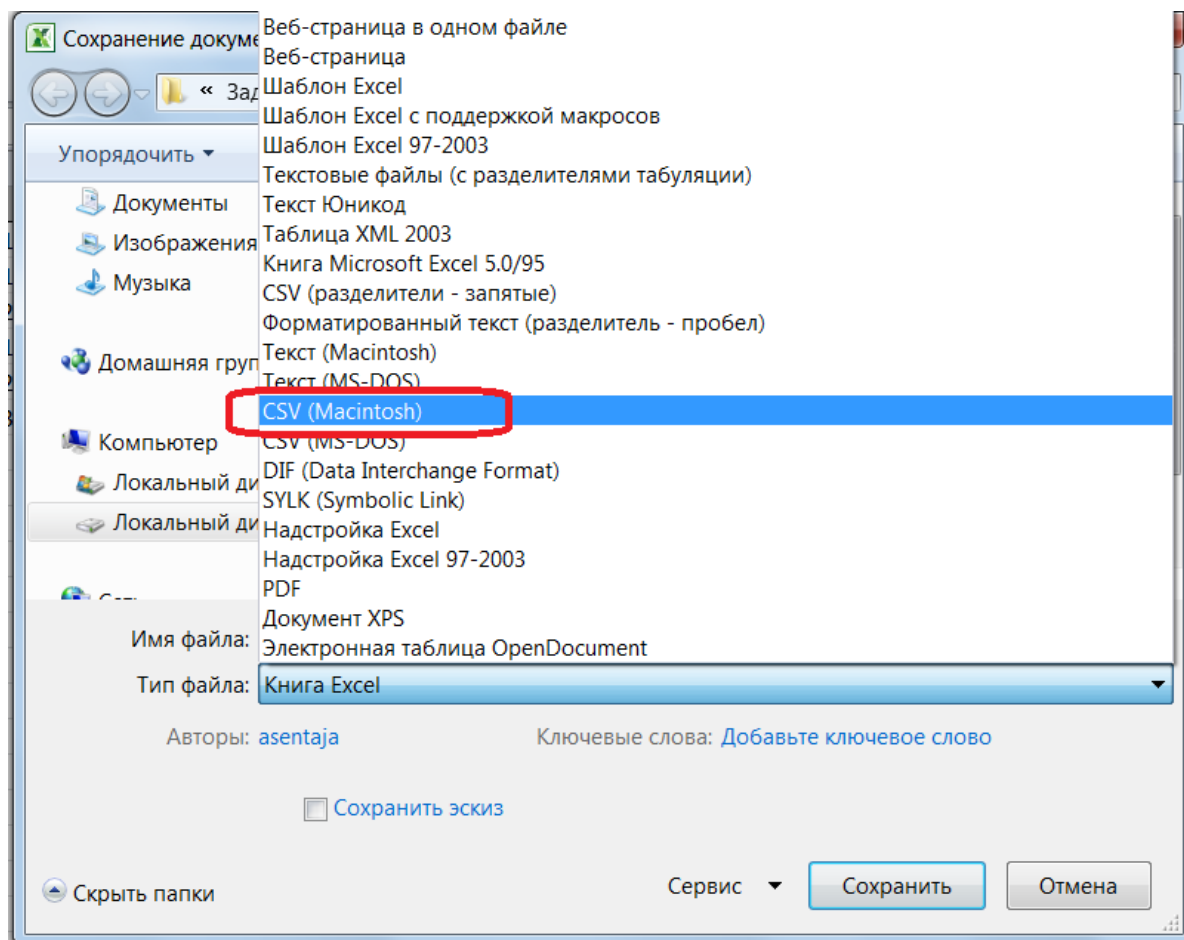 Сохранение докуме
« Зад
Упорядочить
Документы
Изображения
Музыка
Домашняя груп
Компьютер
Локальный ди
Локальный ди
Веб-страница в одном файле
Веб-страница
Шаблон Excel
Шаблон Excel с поддержкой макросов
Шаблон Excel 97-2003
Текстовые файлы (с разделителями табуляции)
Текст Юникод
Таблица XML 2003
Книга Microsoft Excel 5.0/95
CSV (разделители - запятые)
Форматированный текст (разделитель - пробел)
Текст (Macintosh)
Текст (MS-DOS)
CSV (Macintosh)
CSV (MS-DOS)
DIF (Data Interchange Format)
SYLK (Symbolic Link)
Надстройка Excel
Надстройка Excel 97-2003
PDF
Документ XPS
Электронная таблица OpenDocument
Имя файла:
Тип файла: Книга Excel
Авторы: asentaja Ключевые слова: Добавьте ключевое слово
Сохранить эскиз
Скрыть папки Сервис Сохранить Отмена